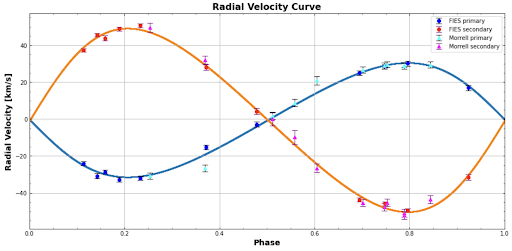 Radial Velocity Curve
FIES primary
FIES secondary
Morrell primary
Morrell secondary
40
20
0
−20
−40
Radial Velocity [km/s]
0.0 0.2 0.4 0.6 0.8 1.0
Phase